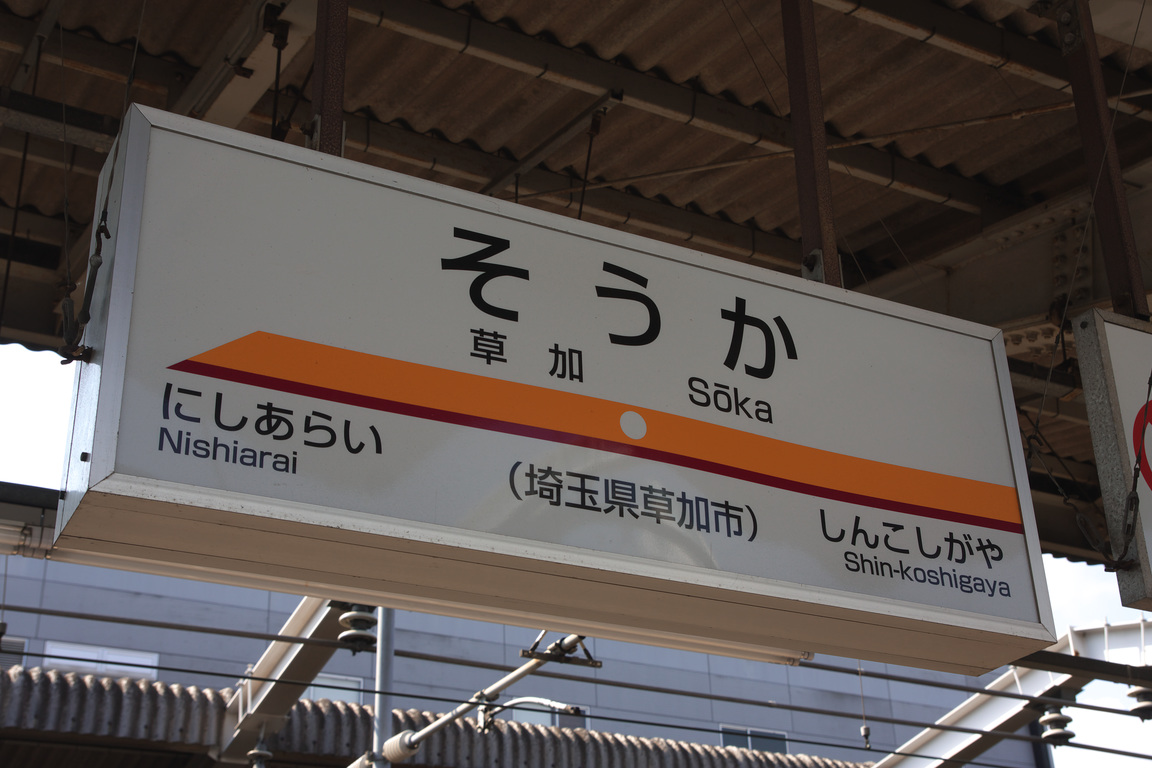 そうか
草加
Sōka
にしあらい
Nishiarai
(埼玉県草加市)
しんこしがや
Shin-koshigaya